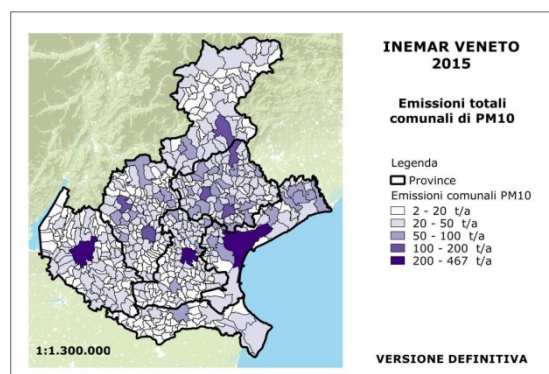 INEMAR VENETO
2015
Emissioni totali
comunali di PM10
Legenda
Province
Emissioni comunali PM10
2 - 20 t/a
20 - 50 t/a
50 - 100 t/a
100 - 200 t/a
200 - 467 t/a
1:1.300.000
VERSIONE DEFINITIVA